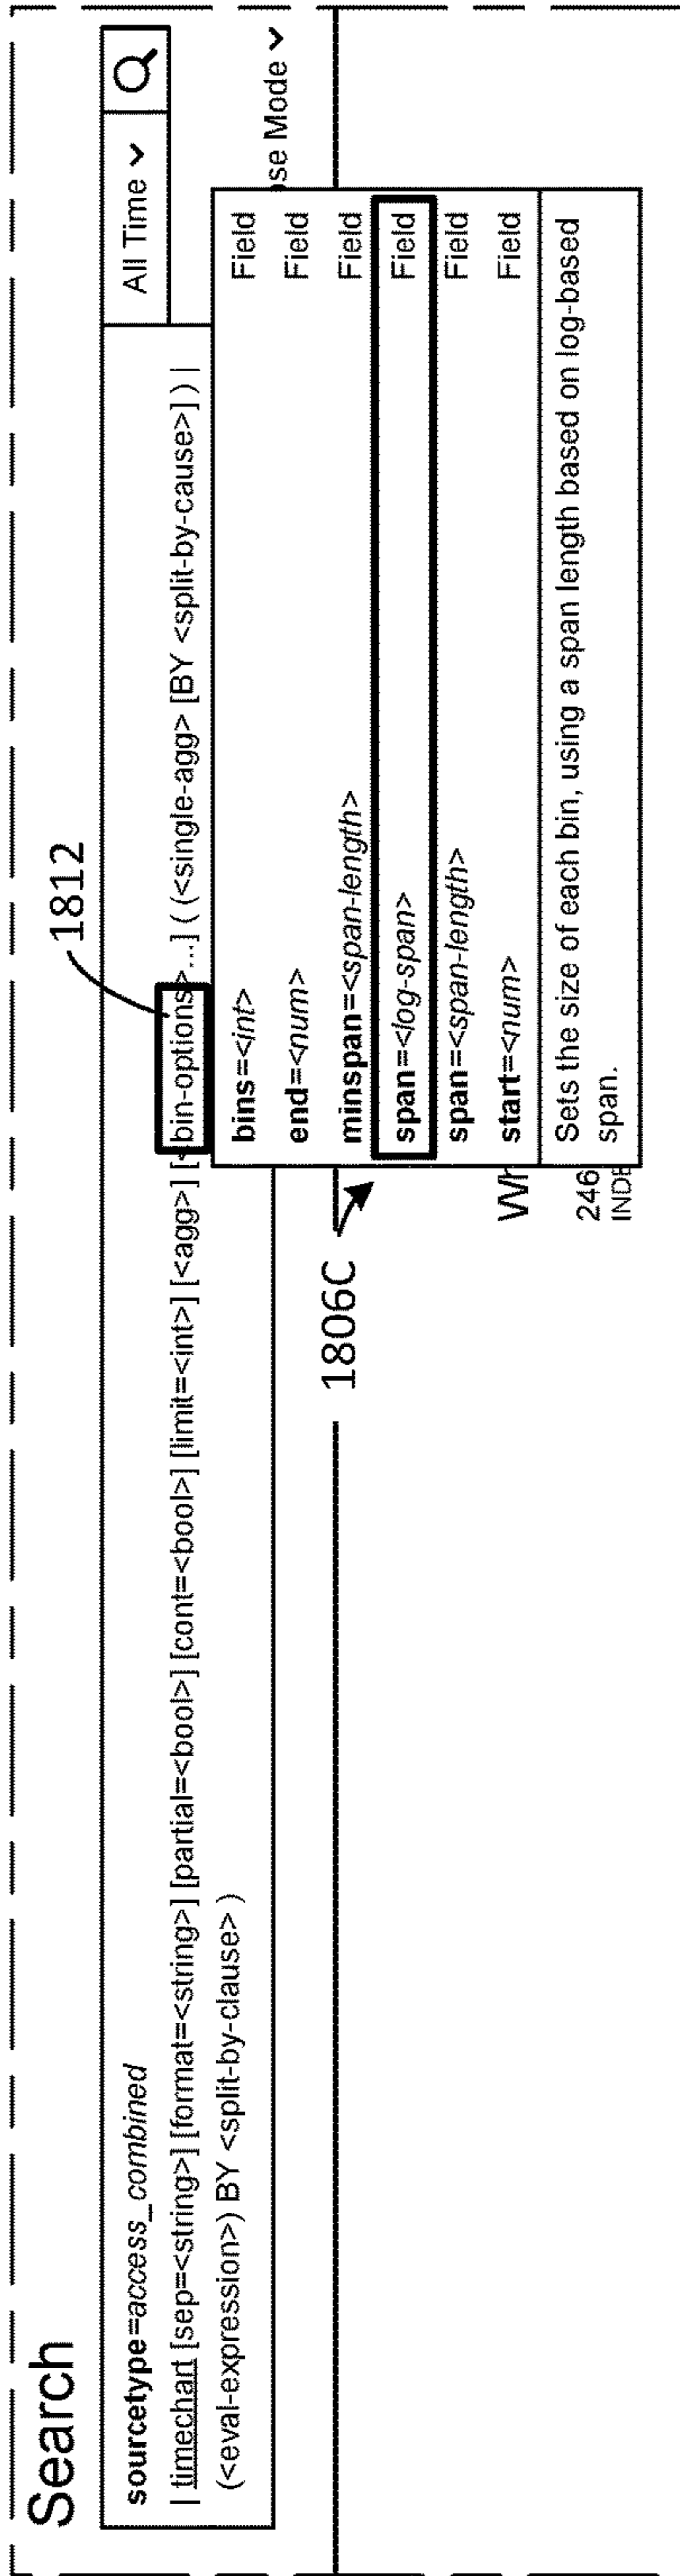 Search
sourcetype=access_combined
| timechart [sep=<string>] [format=<string>] [partial=<bool>] [cont=<bool>] [limit=<int>] [<agg>] [<bin-options>...] ( (<single-agg> [BY <split-by-cause>] ) |
(<eval-expression>) BY <split-by-clause> )
All Time
1812
se Mode
bins=<int> Field
end=<num> Field
minspan=<span-length> Field
span=<log-span> Field
span=<span-length> Field
start=<num> Field
Sets the size of each bin, using a span length based on log-based
span.
1806C
Wh
246
INDE